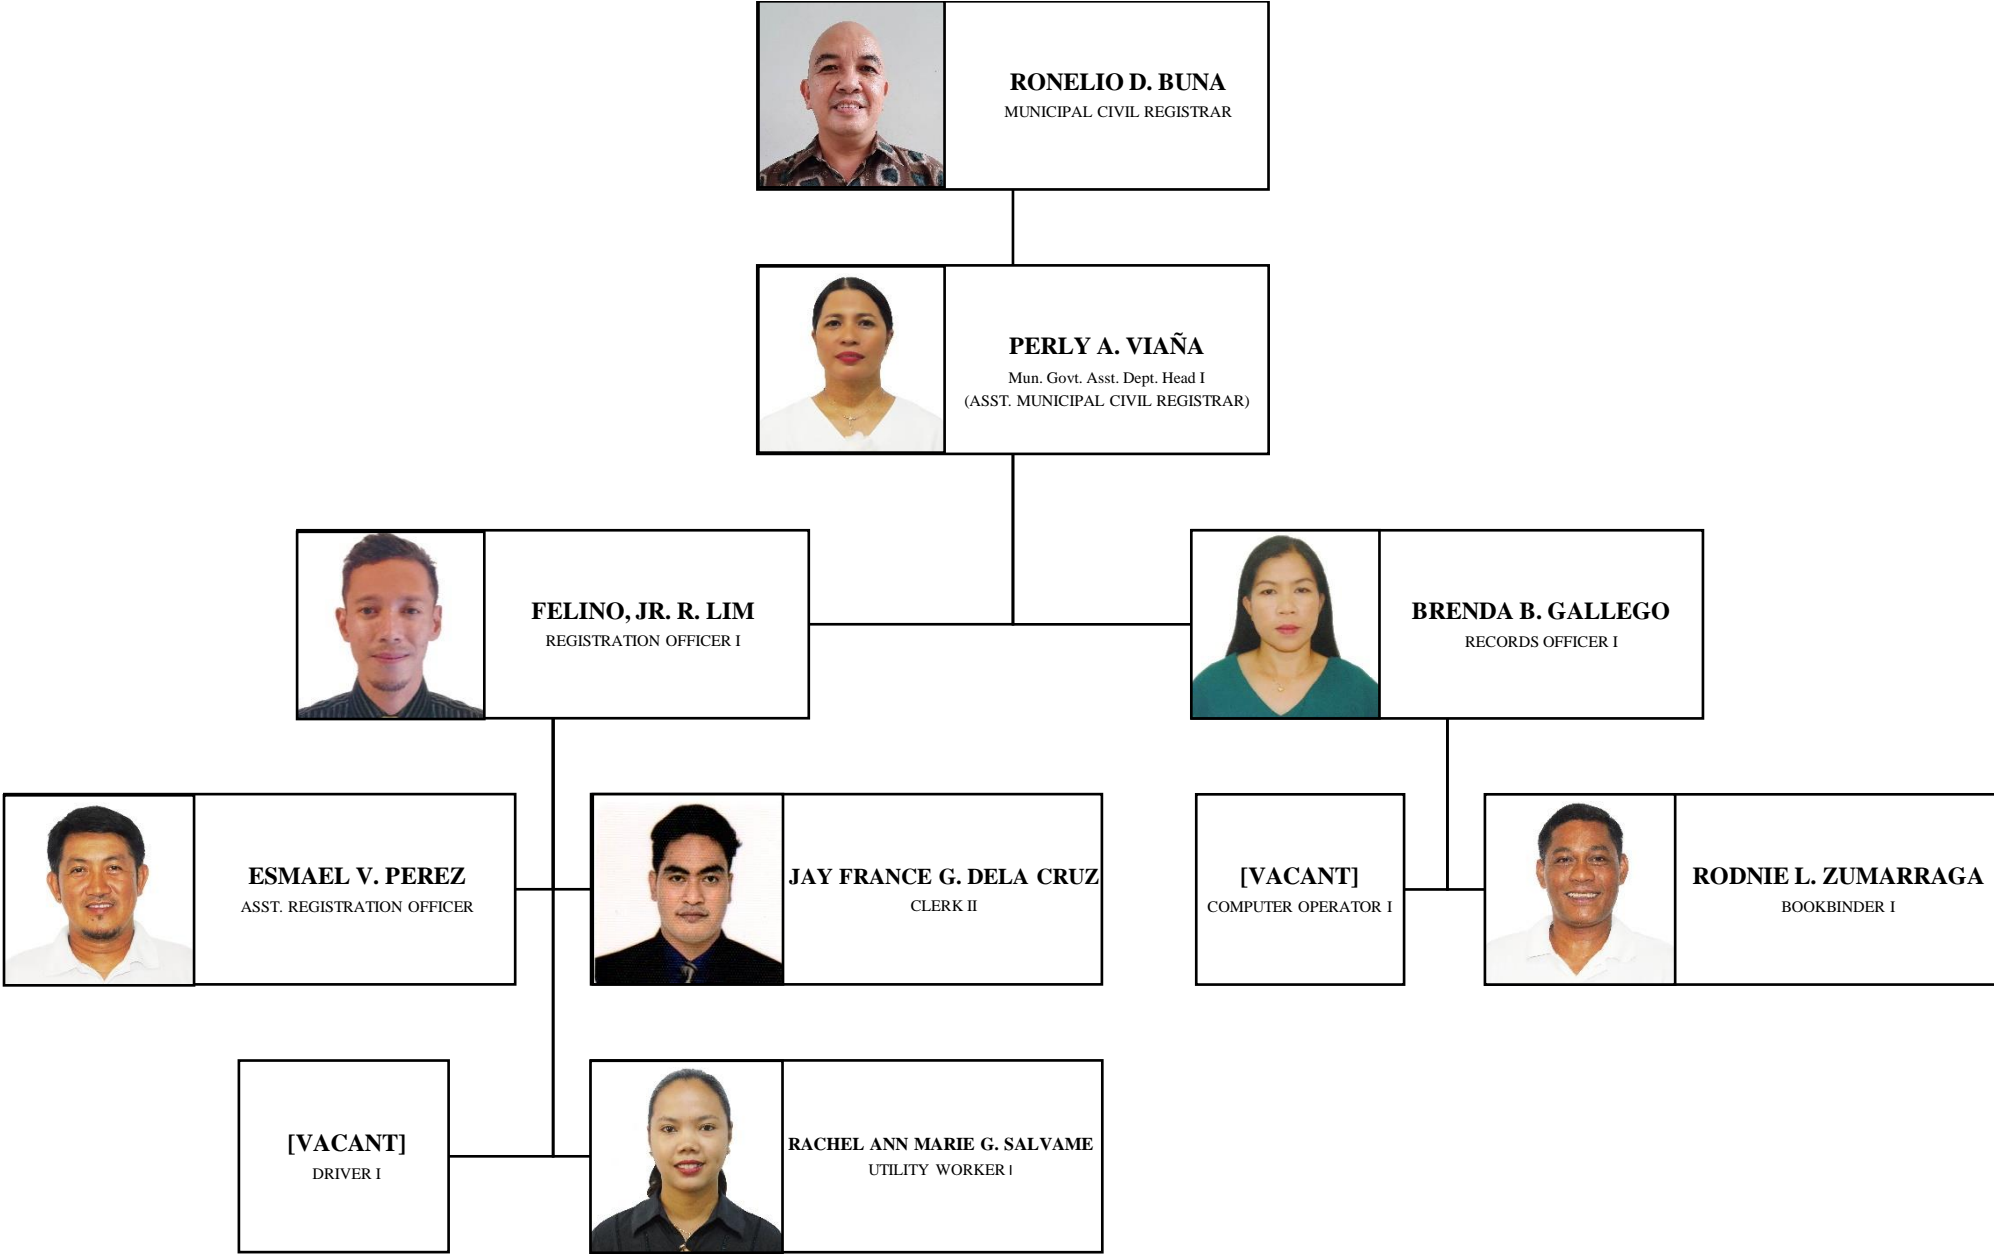 RONELIO D. BUNA
MUNICIPAL CIVIL REGISTRAR
PERLY A. VIAÑA
Mun. Govt. Asst. Dept. Head I
(ASST. MUNICIPAL CIVIL REGISTRAR)
FELINO, JR. R. LIM
REGISTRATION OFFICER I
BRENDA B. GALLEGO
RECORDS OFFICER I
ESMAEL V. PEREZ
ASST. REGISTRATION OFFICER
JAY FRANCE G. DELA CRUZ
CLERK II
[VACANT]
COMPUTER OPERATOR I
RODNIE L. ZUMARRAGA
BOOKBINDER I
[VACANT]
DRIVER I
RACHEL ANN MARIE G. SALVAME
UTILITY WORKER I